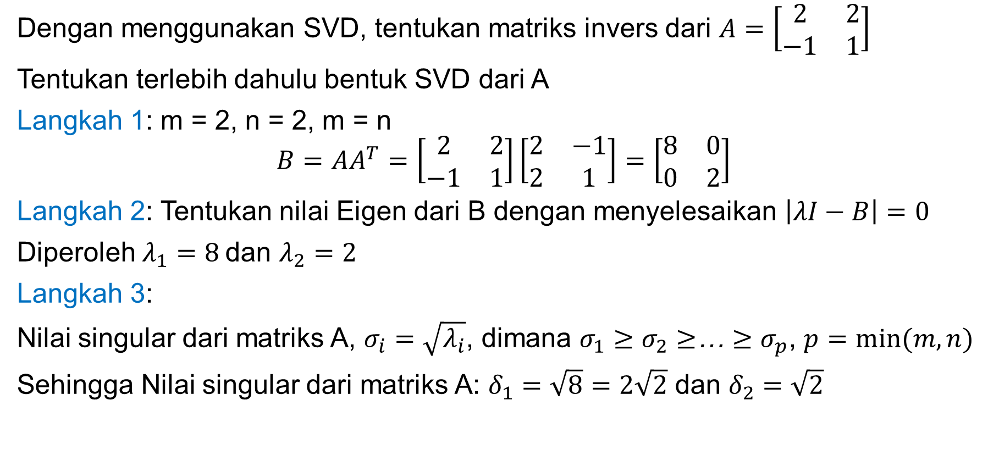 Dengan menggunakan SVD, tentukan matriks invers dari $A = \begin{bmatrix} 2 & 2 \\ -1 & 1 \end{bmatrix}$
Tentukan terlebih dahulu bentuk SVD dari A
Langkah 1: m = 2, n = 2, m = n
$B = AA^T = \begin{bmatrix} 2 & 2 \\ -1 & 1 \end{bmatrix} \begin{bmatrix} 2 & -1 \\ 2 & 1 \end{bmatrix} = \begin{bmatrix} 8 & 0 \\ 0 & 2 \end{bmatrix}$
Langkah 2: Tentukan nilai Eigen dari B dengan menyelesaikan $|\lambda I - B| = 0$
Diperoleh $\lambda_1 = 8$ dan $\lambda_2 = 2$
Langkah 3:
Nilai singular dari matriks A, $\sigma_i = \sqrt{\lambda_i}$, dimana $\sigma_1 \geq \sigma_2 \geq \ldots \geq \sigma_p$, $p = \min(m, n)$
Sehingga Nilai singular dari matriks A: $\delta_1 = \sqrt{8} = 2\sqrt{2}$ dan $\delta_2 = \sqrt{2}$